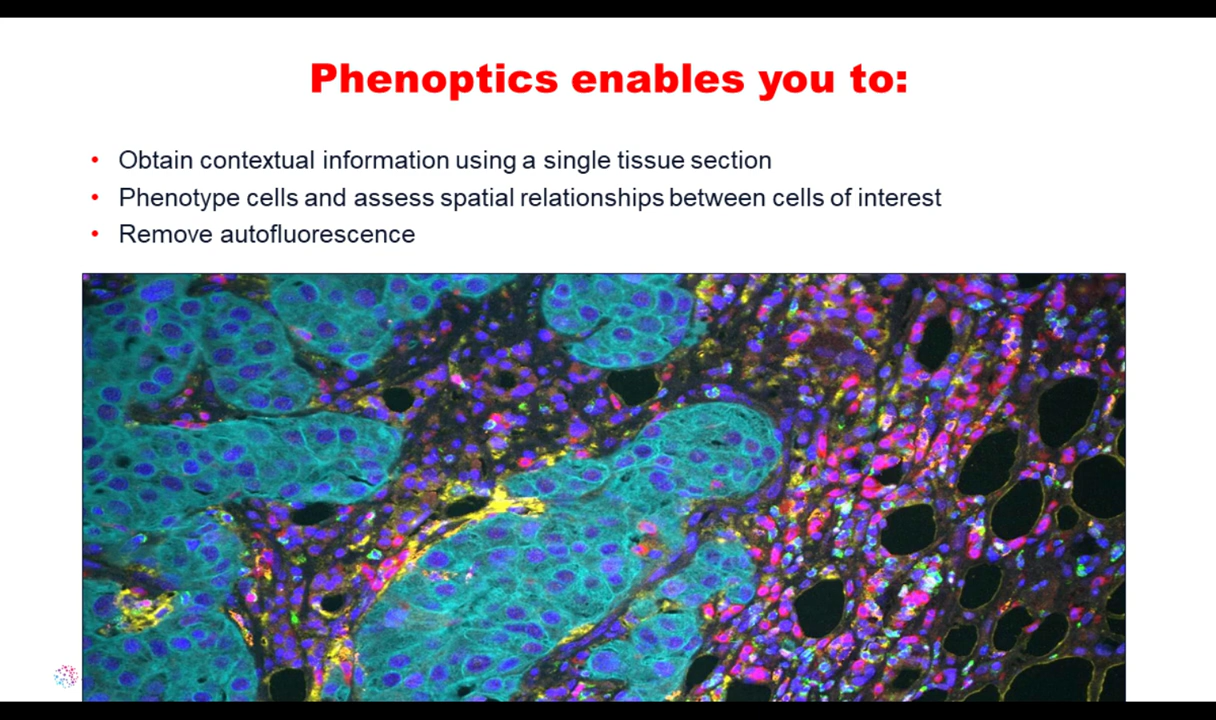 Phenoptics enables you to:
• Obtain contextual information using a single tissue section
• Phenotype cells and assess spatial relationships between cells of interest
• Remove autofluorescence